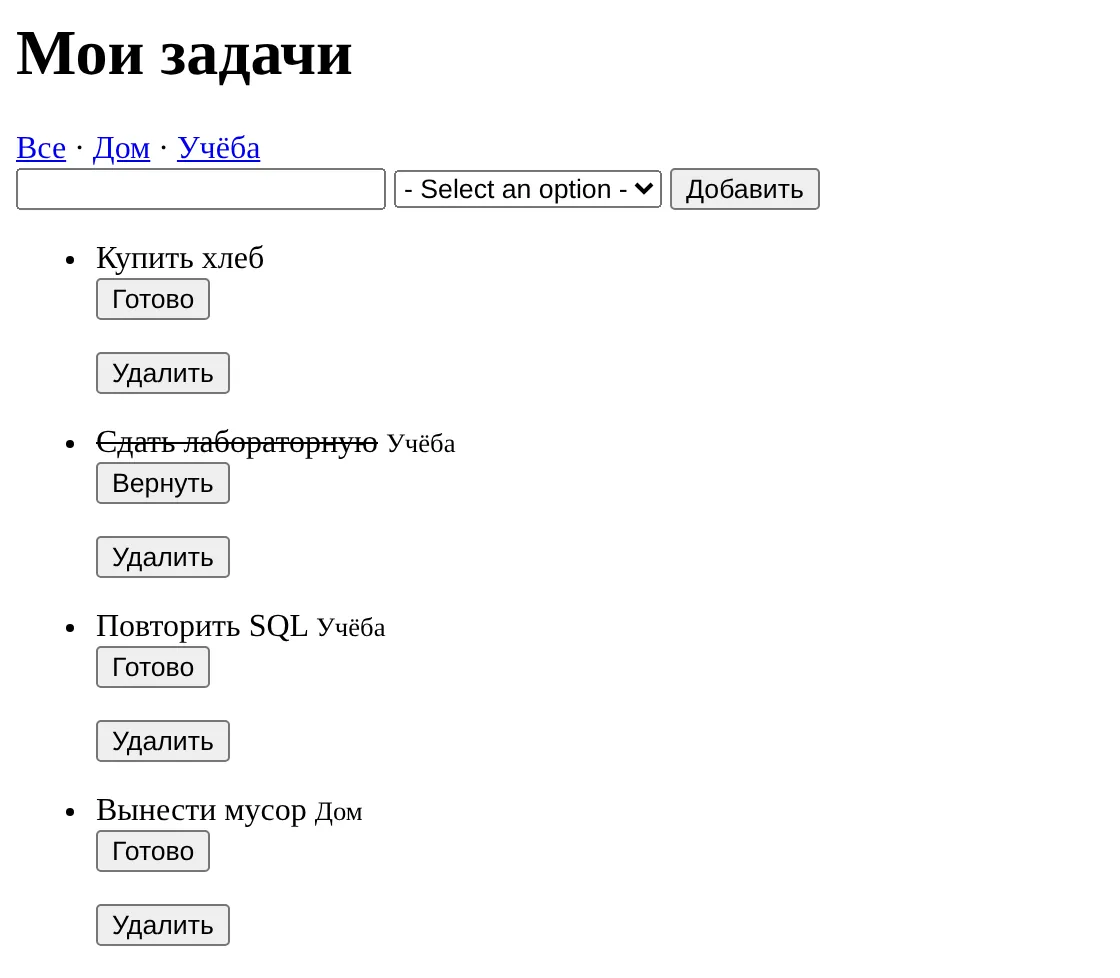 Мои задачи
Все · Дом · Учёба
- Select an option - Добавить
Купить хлеб
Готово
Удалить
Сдать лабораторную Учёба
Вернуть
Удалить
Повторить SQL Учёба
Готово
Удалить
Вынести мусор Дом
Готово
Удалить